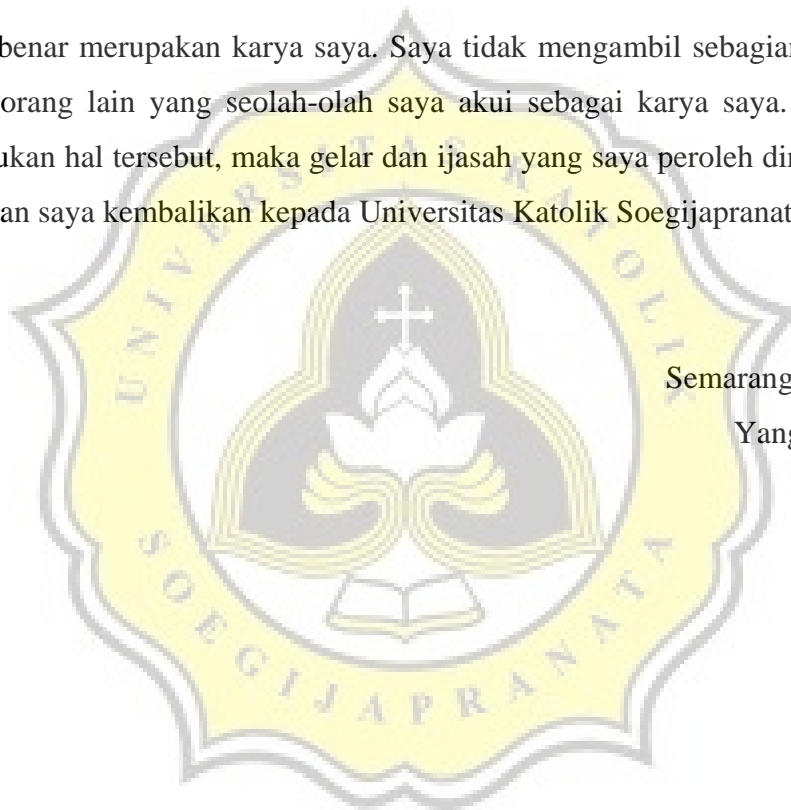 benar merupakan karya saya. Saya tidak mengambil sebagian
orang lain yang seolah-olah saya akui sebagai karya saya.
ukan hal tersebut, maka gelar dan ijasah yang saya peroleh
an saya kembalikan kepada Universitas Katolik Soegijapranat
Semarang
Yang
UNIVERSITAS KATOLIK
SOEGIJAPRANATA